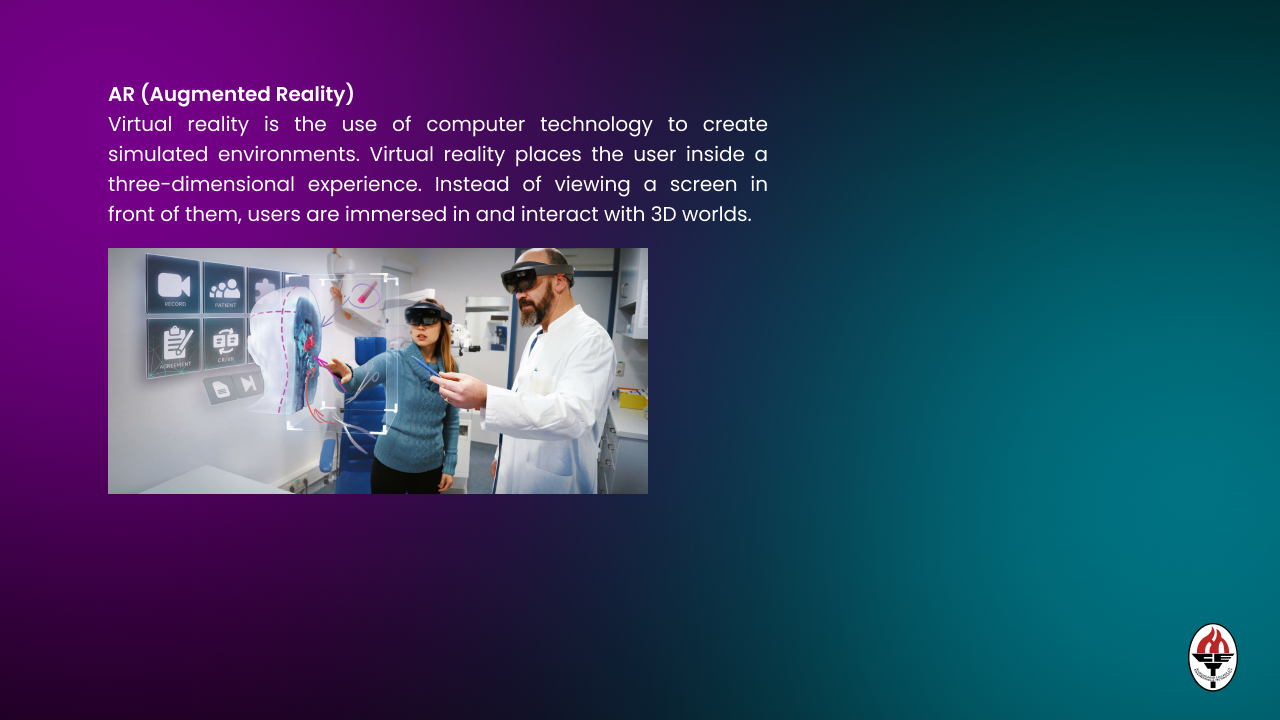 AR (Augmented Reality)
Virtual reality is the use of computer technology to create
simulated environments. Virtual reality places the user inside a
three-dimensional experience. Instead of viewing a screen in
front of them, users are immersed in and interact with 3D worlds.
RECORD
PATIENT
AGREEMENT